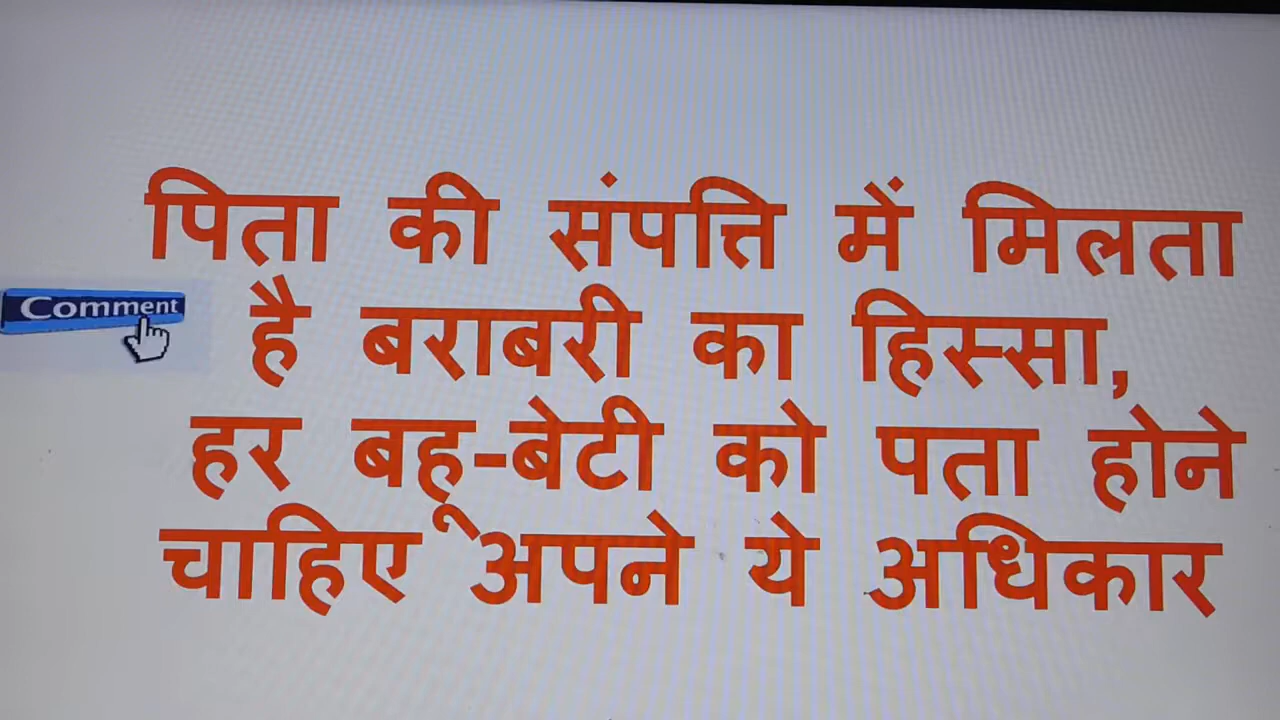 पिता की संपत्ति में मिलता
Comment
है बराबरी का हिस्सा,
हर बहू-बेटी को पता होने
चाहिए अपने ये अधिकार